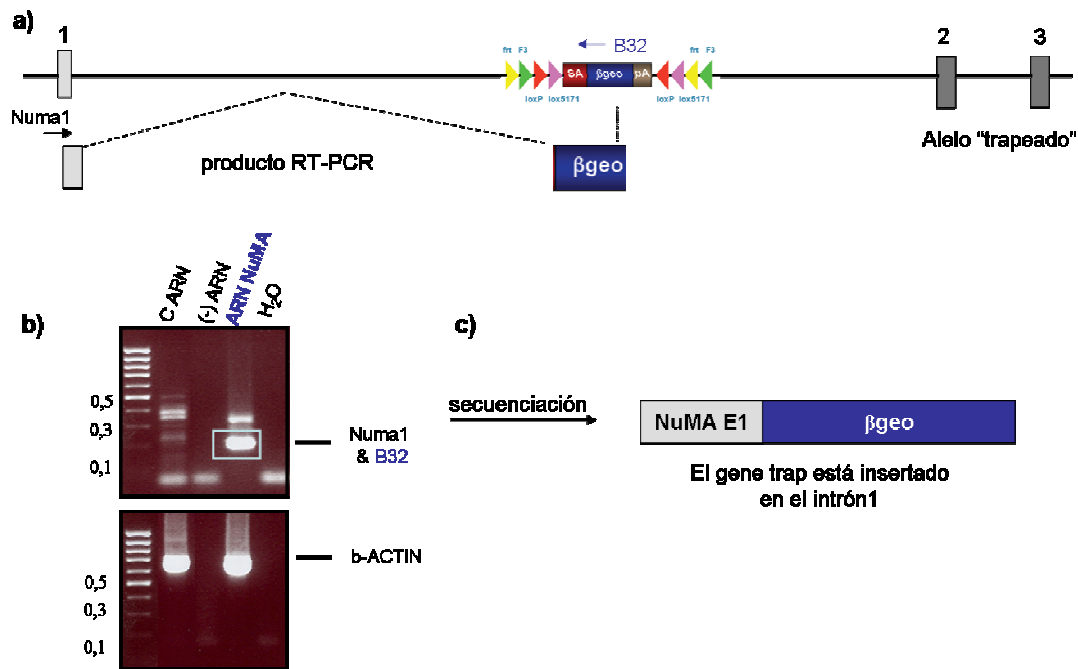 a)
1
2
3
B32
frt
F3
frt
F3
SA
βgeo
pA
loxP
lox5171
loxP
lox5171
Numa1
βgeo
producto RT-PCR
Alelo "trapeado"
b)
C ARN
(-) ARN
ARN NuMA
H2O
0,5
0,3
0,1
Numa1
& B32
0,5
0,3
0,1
b-ACTIN
c)
secuenciación
NuMA E1
βgeo
El gene trap está insertado
en el intrón1